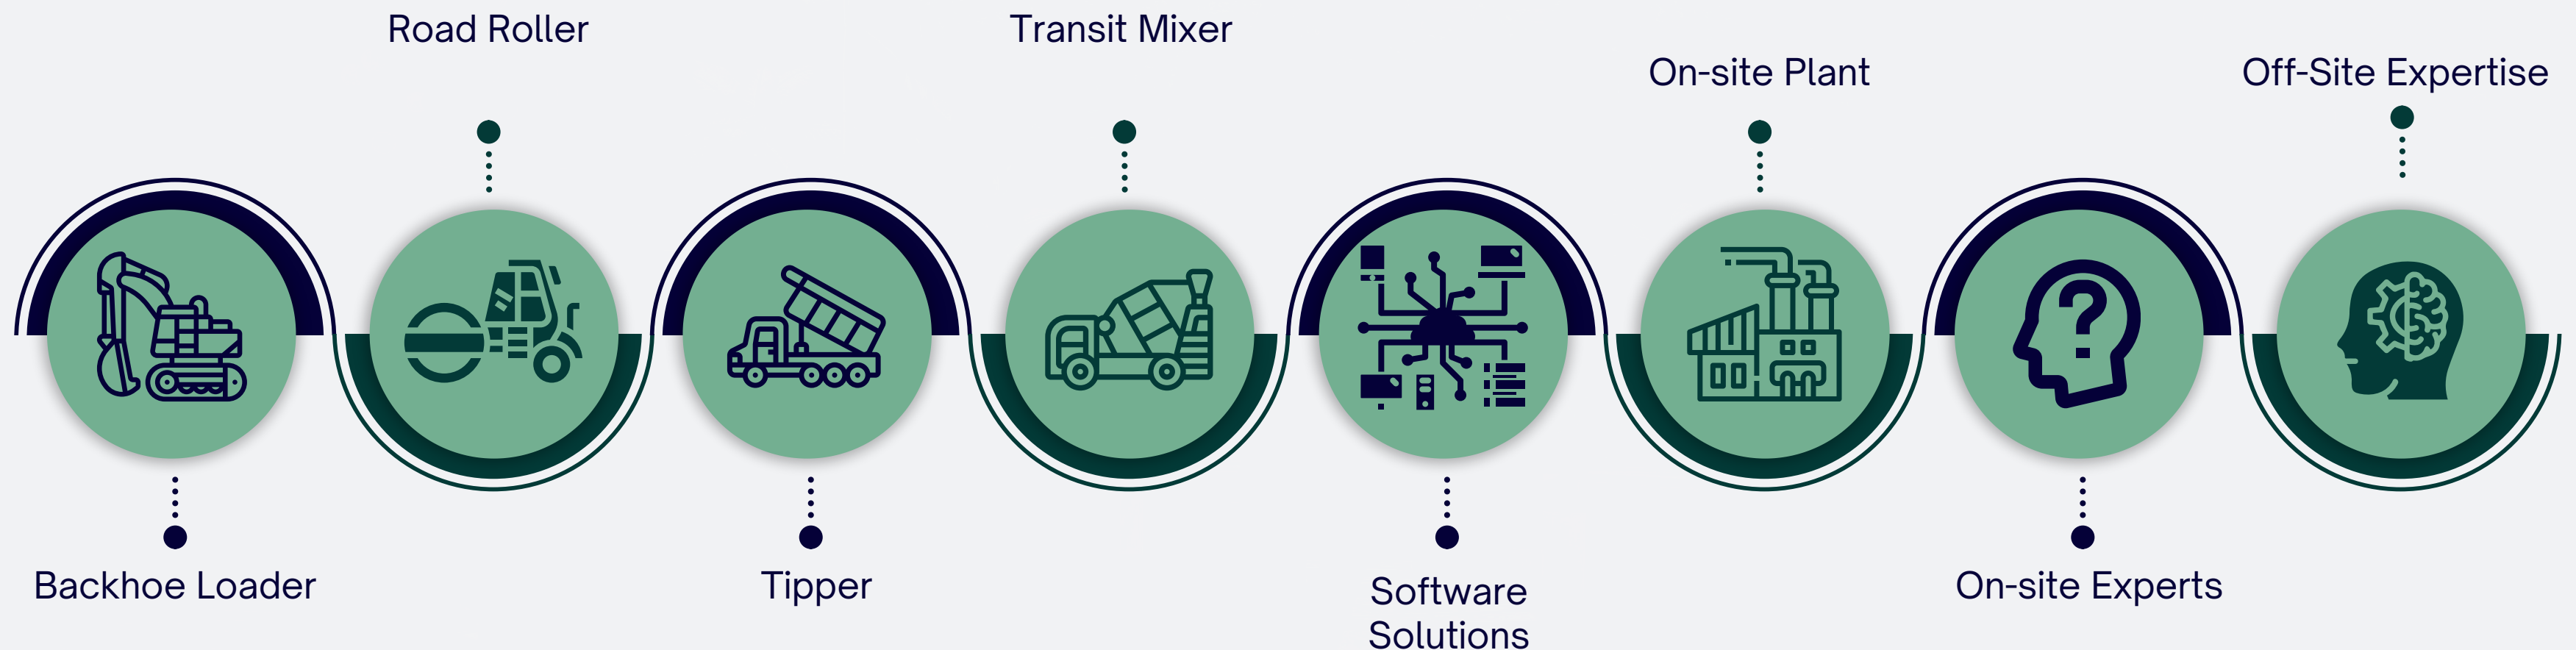 Road Roller
Transit Mixer
On-site Plant
Off-Site Expertise
?
Backhoe Loader
Tipper
Software
Solutions
On-site Experts